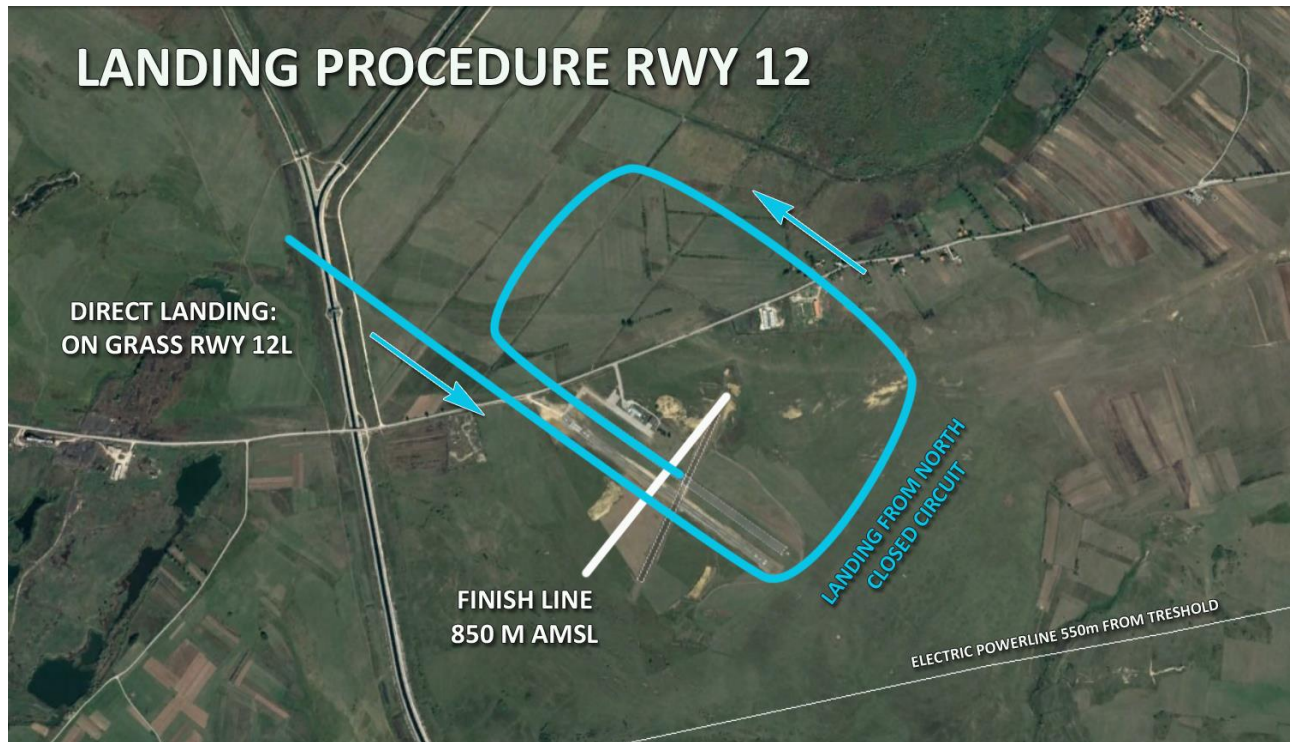 LANDING PROCEDURE RWY 12
DIRECT LANDING:
ON GRASS RWY 12L
LANDING FROM NORTH
CLOSED CIRCUIT
FINISH LINE
850 M AMSL
ELECTRIC POWERLINE 550m FROM TRESHOLD